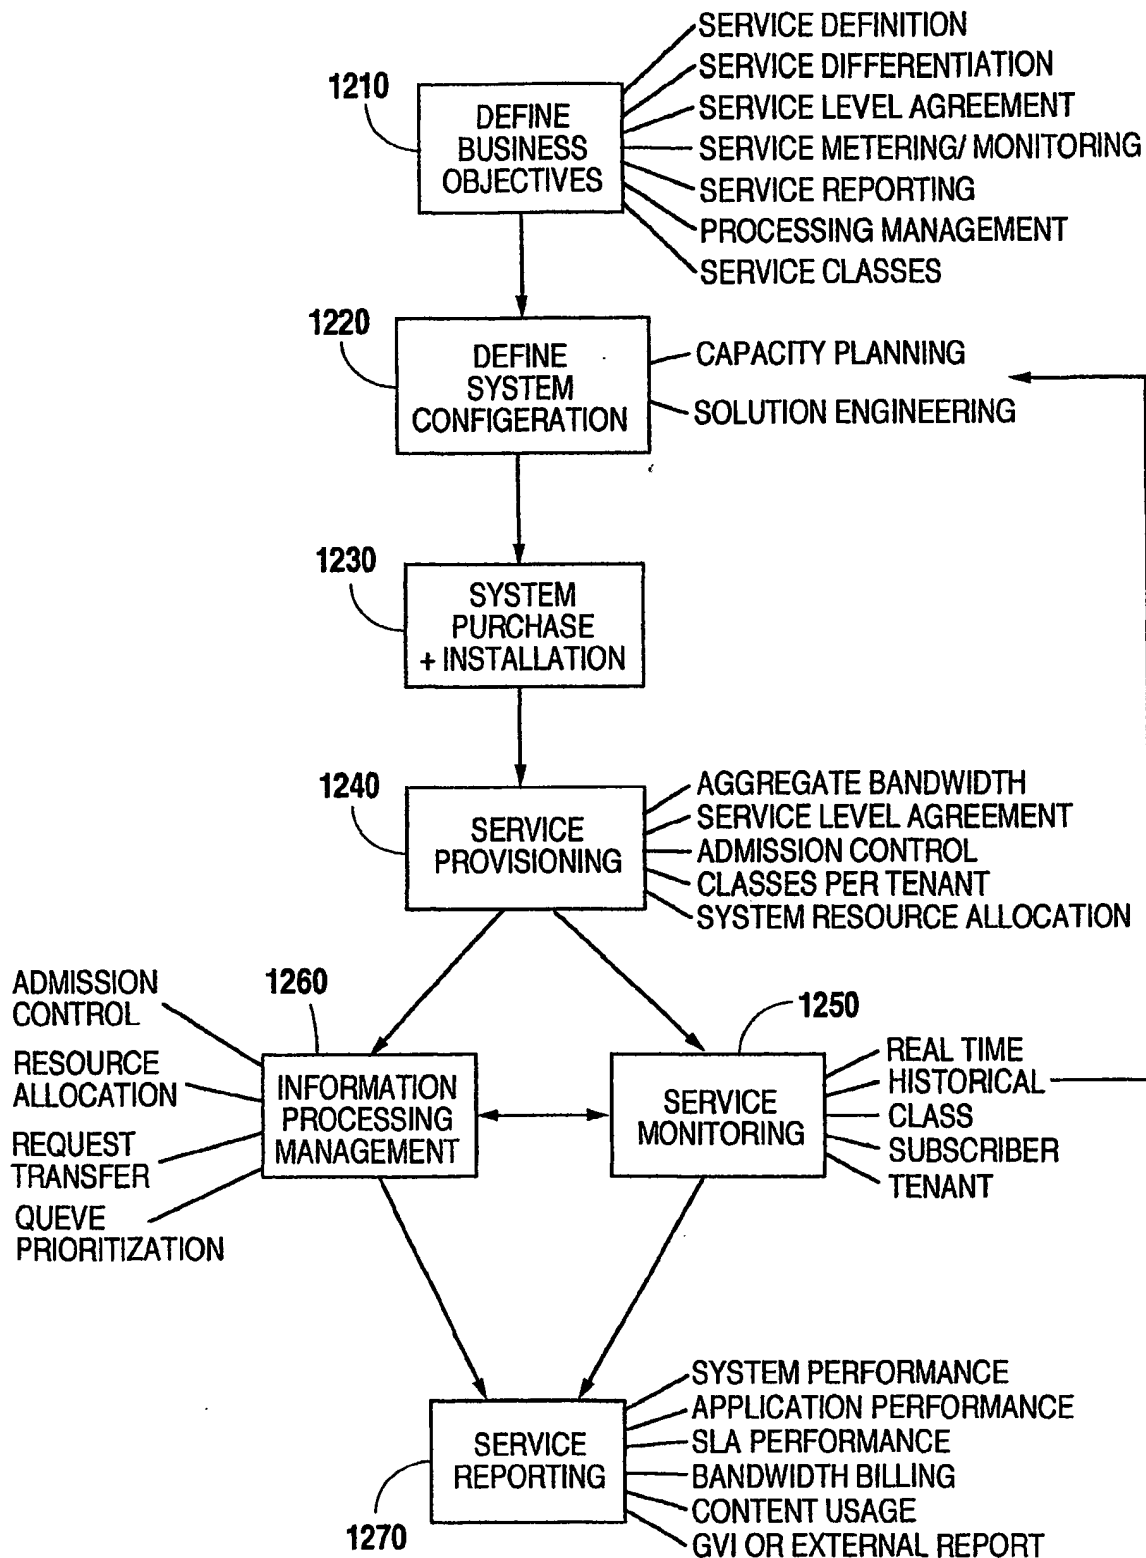 SERVICE DEFINITION
SERVICE DIFFERENTIATION
SERVICE LEVEL AGREEMENT
SERVICE METERING/ MONITORING
SERVICE REPORTING
PROCESSING MANAGEMENT
SERVICE CLASSES
1210
DEFINE
BUSINESS
OBJECTIVES
1220
DEFINE
SYSTEM
CONFIGERATION
CAPACITY PLANNING
SOLUTION ENGINEERING
1230
SYSTEM
PURCHASE
+ INSTALLATION
1240
SERVICE
PROVISIONING
AGGREGATE BANDWIDTH
SERVICE LEVEL AGREEMENT
ADMISSION CONTROL
CLASSES PER TENANT
SYSTEM RESOURCE ALLOCATION
ADMISSION
CONTROL
RESOURCE
ALLOCATION
REQUEST
TRANSFER
QUEVE
PRIORITIZATION
1260
INFORMATION
PROCESSING
MANAGEMENT
1250
SERVICE
MONITORING
REAL TIME
HISTORICAL
CLASS
SUBSCRIBER
TENANT
SERVICE
REPORTING
1270
SYSTEM PERFORMANCE
APPLICATION PERFORMANCE
SLA PERFORMANCE
BANDWIDTH BILLING
CONTENT USAGE
GVI OR EXTERNAL REPORT